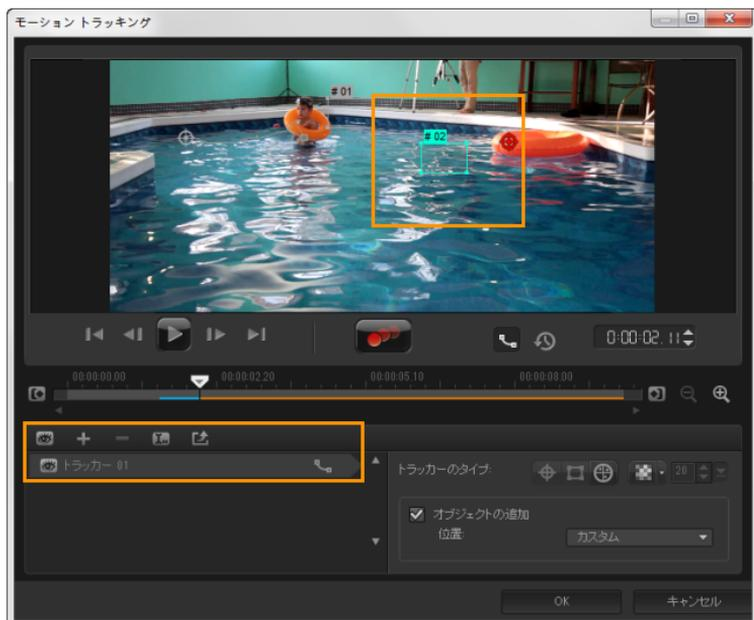 モーション トラッキング
# 01
# 02
0:00:02.11
00:00:00.00 00:00:02.20 00:00:05.10 00:00:08.00
トラッカー 01
トラッカーのタイプ:
20
オブジェクトの追加
位置:
カスタム
OK キャンセル